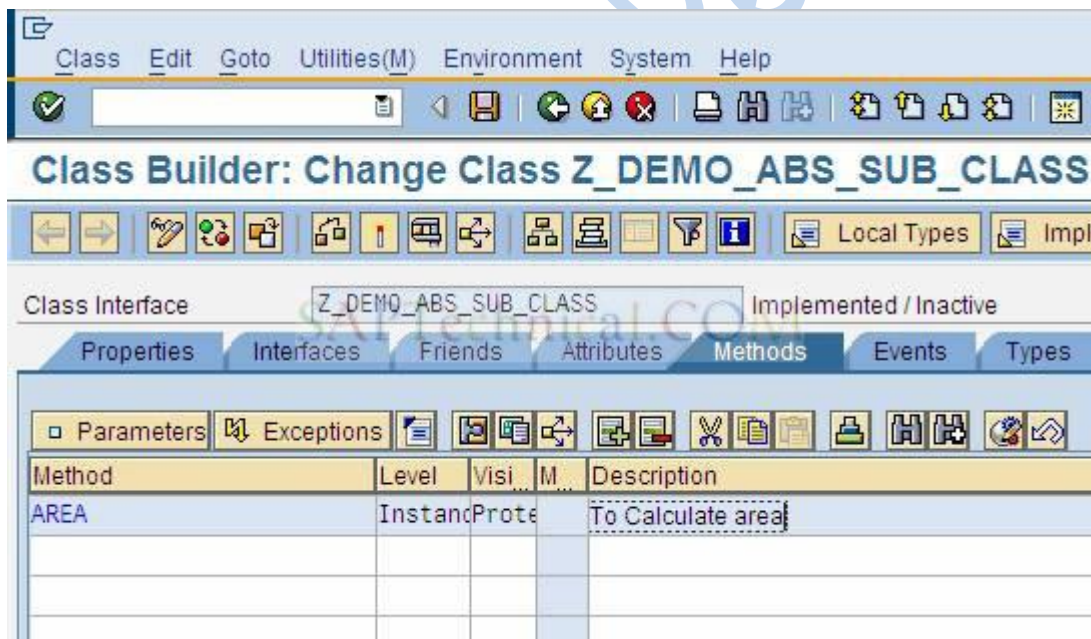 Class Edit Goto Utilities(M) Environment System Help
Class Builder: Change Class Z_DEMO_ABS_SUB_CLASS
Local Types Impl
Class Interface Z_DEMO_ABS_SUB_CLASS Implemented / Inactive
SAPTechnical.COM
Properties Interfaces Friends Attributes Methods Events Types
Parameters Exceptions
Method Level Visi... M... Description
AREA Instanc Prote To Calculate area